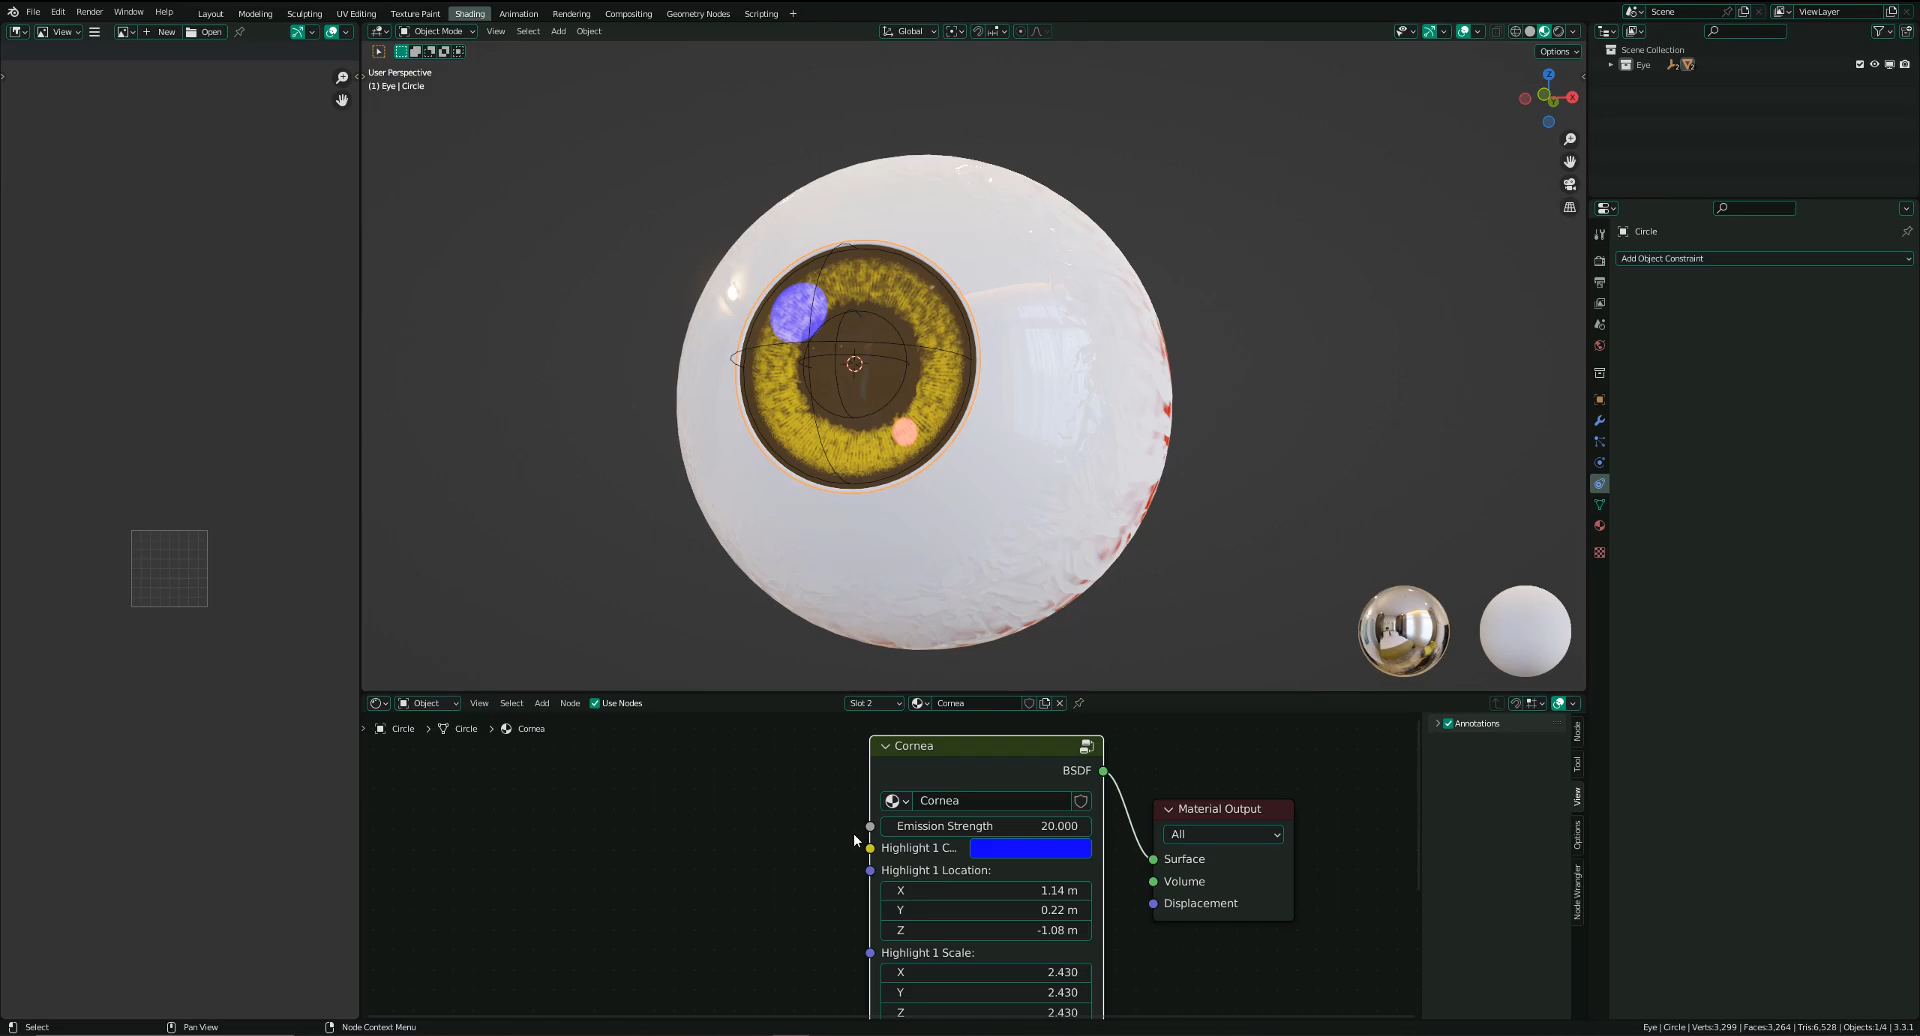 File Edit Render Window Help Layout Modeling Sculpting UV Editing Texture Paint Shading Animation Rendering Compositing Geometry Nodes Scripting + Scene ViewLayer
View New Open Object Mode View Select Add Object Global
Options
User Perspective
(1) Eye | Circle
Z
X
Y
Scene Collection
Eye 2 2
Circle
Add Object Constraint
Object View Select Add Node Use Nodes Slot 2 Cornea
Circle Circle Cornea
Annotations
Node
Tool
View
Options
Node Wrangler
Cornea
BSDF
Cornea
Emission Strength 20.000
Highlight 1 C...
Highlight 1 Location:
X 1.14 m
Y 0.22 m
Z -1.08 m
Highlight 1 Scale:
X 2.430
Y 2.430
Z 2.430
Material Output
All
Surface
Volume
Displacement
Select Pan View Node Context Menu Eye | Circle | Verts:3,299 | Faces:3,264 | Tris:6,528 | Objects:1/4 | 3.3.1